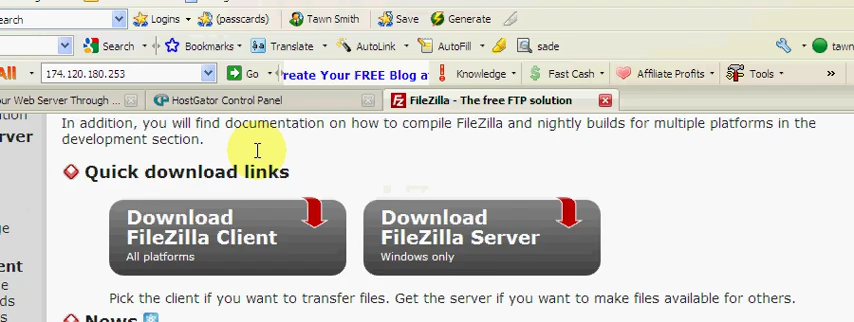 search Logins (passcards) Tawn Smith Save Generate
Search Bookmarks Translate AutoLink AutoFill sade tawn
All 174.120.180.253 Go Create Your FREE Blog at Knowledge Fast Cash Affiliate Profits Tools »
our Web Server Through ... HostGator Control Panel FileZilla - The free FTP solution
In addition, you will find documentation on how to compile FileZilla and nightly builds for multiple platforms in the
erver development section.
Quick download links
Download Download
FileZilla Client FileZilla Server
All platforms Windows only
ent
ds
Pick the client if you want to transfer files. Get the server if you want to make files available for others.
News